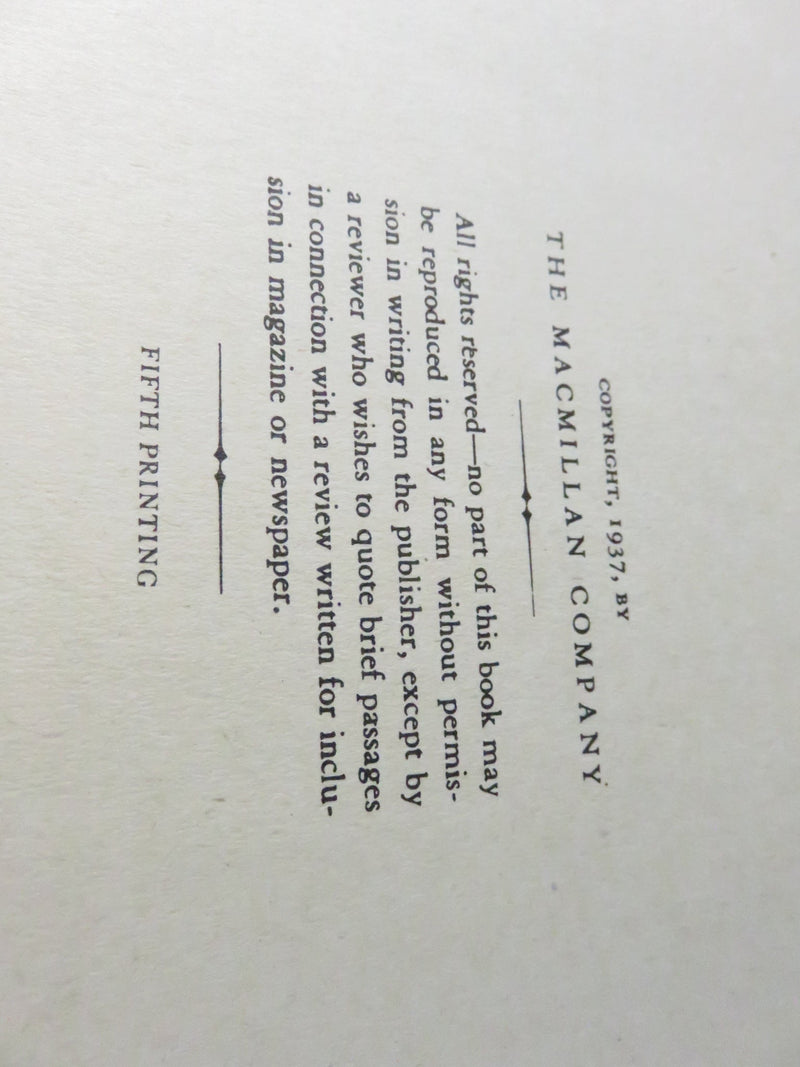 COPYRIGHT, 1937, BY
THE MACMILLAN COMPANY
All rights reserved—no part of this book may
be reproduced in any form without permis-
sion in writing from the publisher, except by
a reviewer who wishes to quote brief passages
in connection with a review written for inclu-
sion in magazine or newspaper.
FIFTH PRINTING